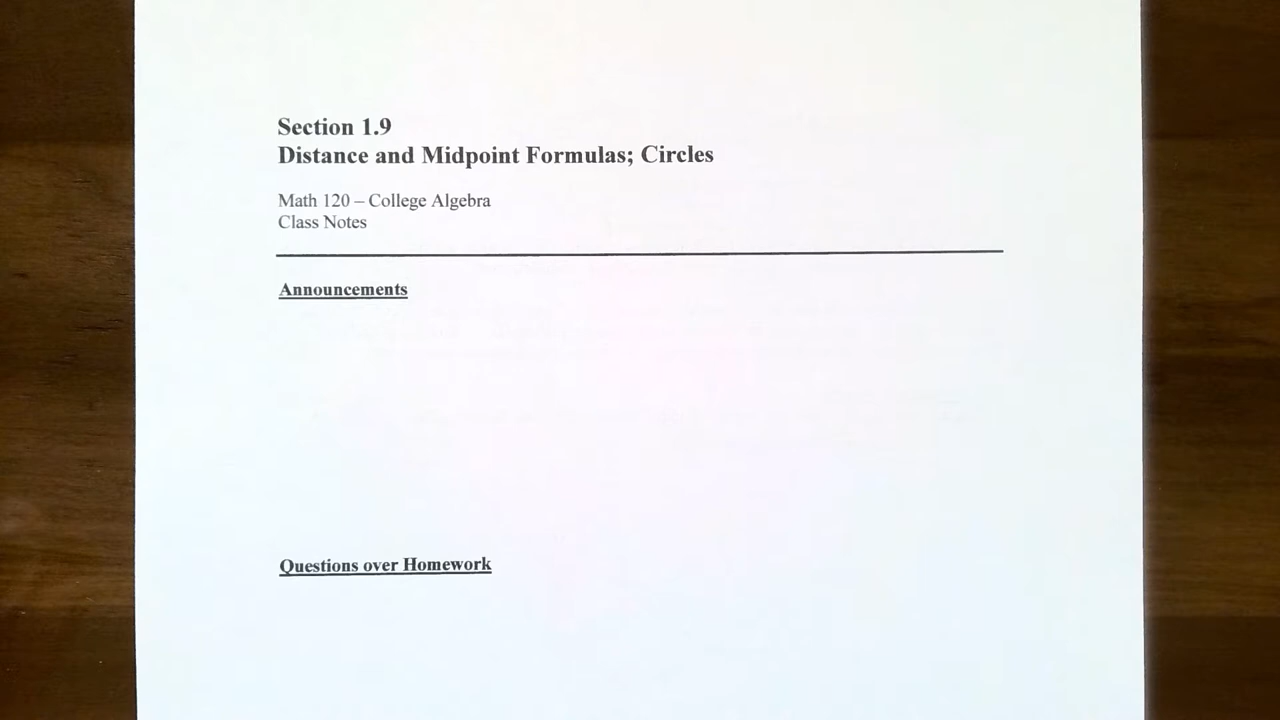 Section 1.9
Distance and Midpoint Formulas; Circles
Math 120 – College Algebra
Class Notes
Announcements
Questions over Homework